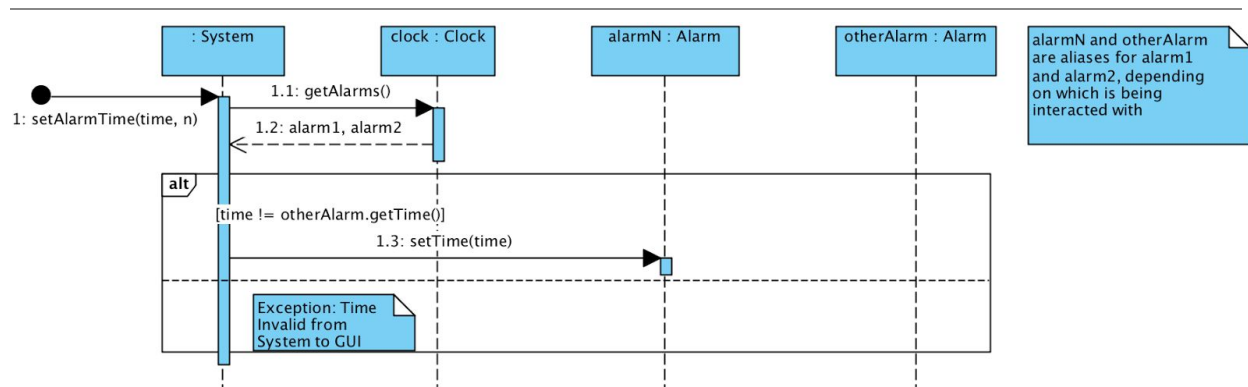 : System
clock : Clock
alarmN : Alarm
otherAlarm : Alarm
alarmN and otherAlarm
are aliases for alarm1
and alarm2, depending
on which is being
interacted with
1: setAlarmTime(time, n)
1.1: getAlarms()
1.2: alarm1, alarm2
alt
[time != otherAlarm.getTime()]
1.3: setTime(time)
Exception: Time
Invalid from
System to GUI